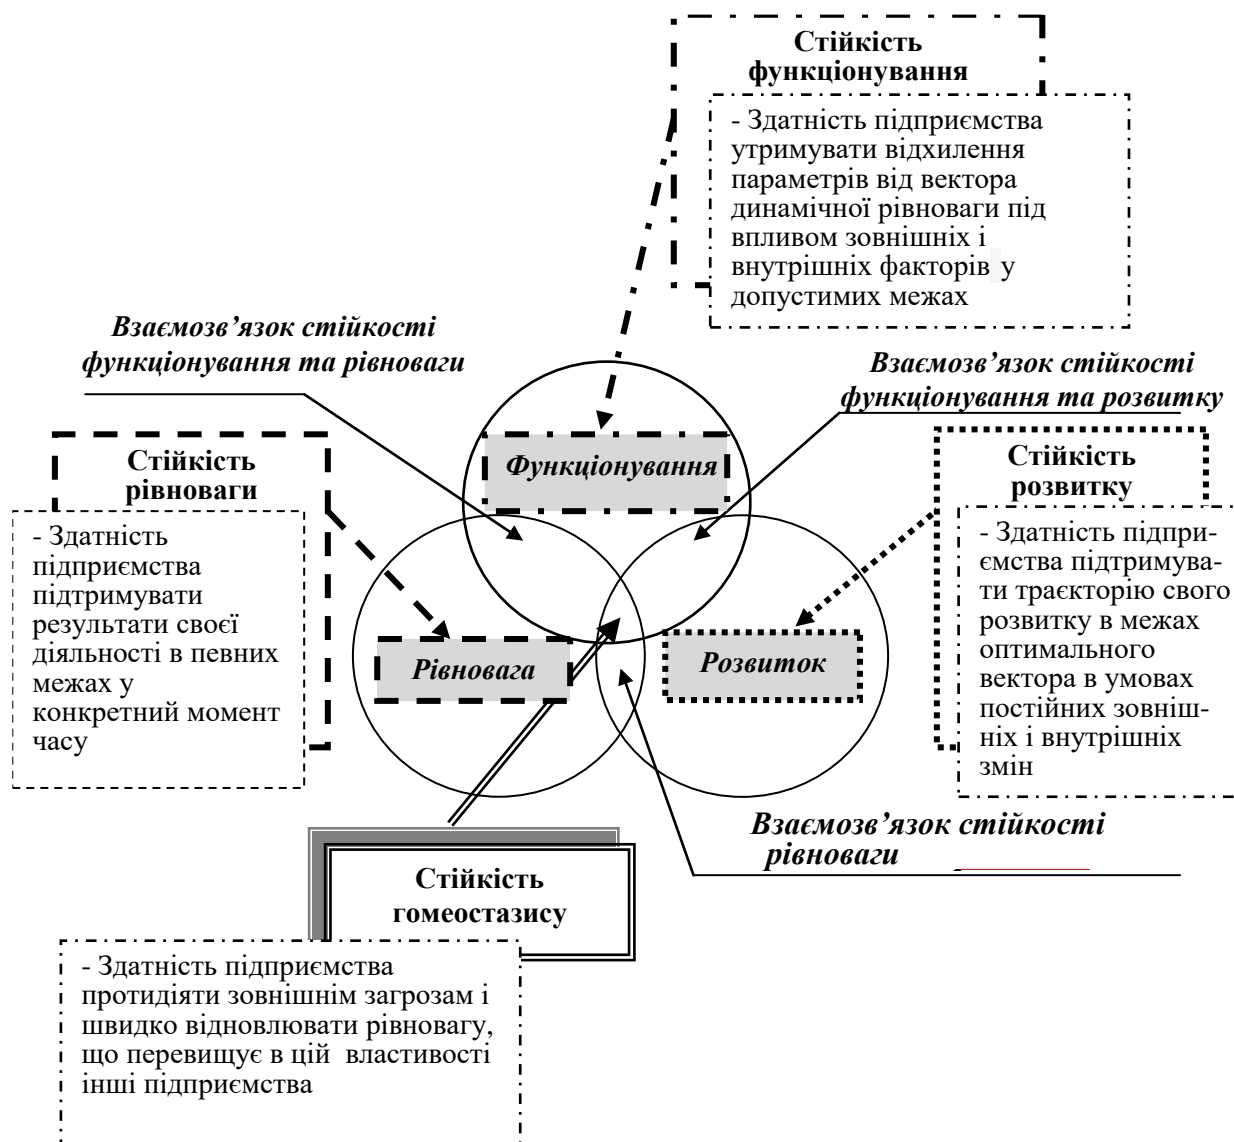 Стійкість
функціонування
- Здатність підприємства
утримувати відхилення
параметрів від вектора
динамічної рівноваги під
впливом зовнішніх і
внутрішніх факторів у
допустимих межах
Взаємозв’язок стійкості
функціонування та рівноваги
Взаємозв’язок стійкості
функціонування та розвитку
Функціонування
Стійкість
рівноваги
- Здатність
підприємства
підтримувати
результати своєї
діяльності в певних
межах у
конкретний момент
часу
Стійкість
розвитку
- Здатність підпри-
ємства підтримува-
ти траєкторію свого
розвитку в межах
оптимального
вектора в умовах
постійних зовніш-
ніх і внутрішніх
змін
Рівновага
Розвиток
Взаємозв’язок стійкості
рівноваги
Стійкість
гомеостазису
- Здатність підприємства
протидіяти зовнішнім загрозам і
швидко відновлювати рівновагу,
що перевищує в цій властивості
інші підприємства